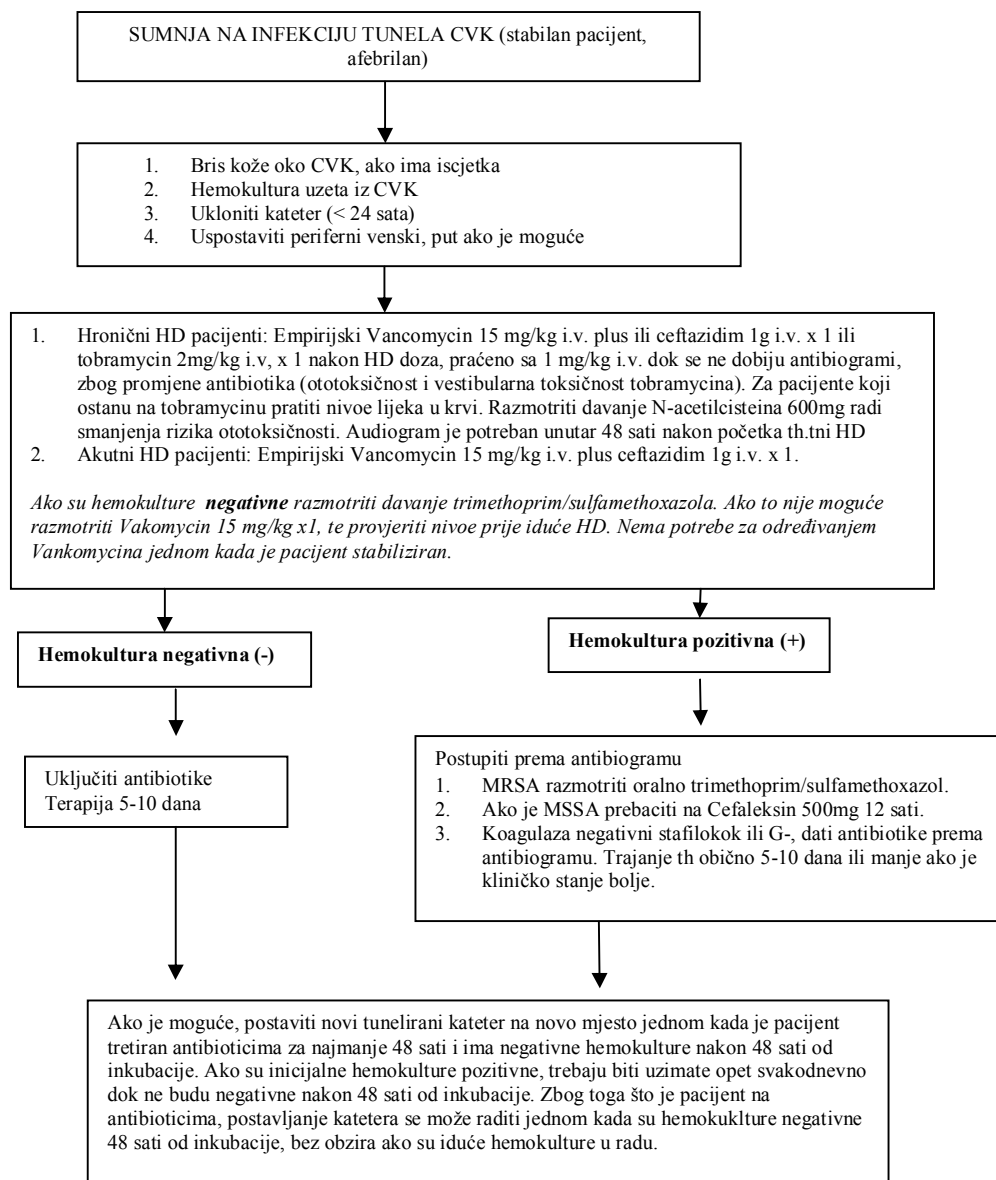 SUMNJA NA INFEKCIJU TUNELA CVK (stabilan pacijent,
afebrilan)
1. Bris kože oko CVK, ako ima iscjetka
2. Hemokultura uzeta iz CVK
3. Ukloniti kateter (< 24 sata)
4. Uspostaviti periferni venski, put ako je moguće
1. Hronični HD pacijenti: Empirijski Vancomycin 15 mg/kg i.v. plus ili ceftazidim 1g i.v. x 1 ili
tobramycin 2mg/kg i.v, x 1 nakon HD doza, praćeno sa 1 mg/kg i.v. dok se ne dobiju antibiogrami,
zbog promjene antibiotika (ototoksičnost i vestibularna toksičnost tobramycina). Za pacijente koji
ostanu na tobramycinu pratiti nivoe lijeka u krvi. Razmotriti davanje N-acetilcisteina 600mg radi
smanjenja rizika ototoksičnosti. Audiogram je potreban unutar 48 sati nakon početka th.tni HD
2. Akutni HD pacijenti: Empirijski Vancomycin 15 mg/kg i.v. plus ceftazidim 1g i.v. x 1.
Ako su hemokulture negativne razmotriti davanje trimethoprim/sulfamethoxazola. Ako to nije moguće
razmotriti Vakomycin 15 mg/kg x1, te provjeriti nivoe prije iduće HD. Nema potrebe za određivanjem
Vankomycina jednom kada je pacijent stabiliziran.
Hemokultura negativna (-)
Hemokultura pozitivna (+)
Uključiti antibiotike
Terapija 5-10 dana
Postupiti prema antibiogramu
1. MRSA razmotriti oralno trimethoprim/sulfamethoxazol.
2. Ako je MSSA prebaciti na Cefaleksin 500mg 12 sati.
3. Koagulaza negativni stafilokok ili G-, dati antibiotike prema
antibiogramu. Trajanje th obično 5-10 dana ili manje ako je
kliničko stanje bolje.
Ako je moguće, postaviti novi tunelirani kateter na novo mjesto jednom kada je pacijent
tretiran antibioticima za najmanje 48 sati i ima negativne hemokulture nakon 48 sati od
inkubacije. Ako su inicijalne hemokulture pozitivne, trebaju biti uzimate opet svakodnevno
dok ne budu negativne nakon 48 sati od inkubacije. Zbog toga što je pacijent na
antibioticima, postavljanje katetera se može raditi jednom kada su hemokuklture negativne
48 sati od inkubacije, bez obzira ako su iduće hemokulture u radu.